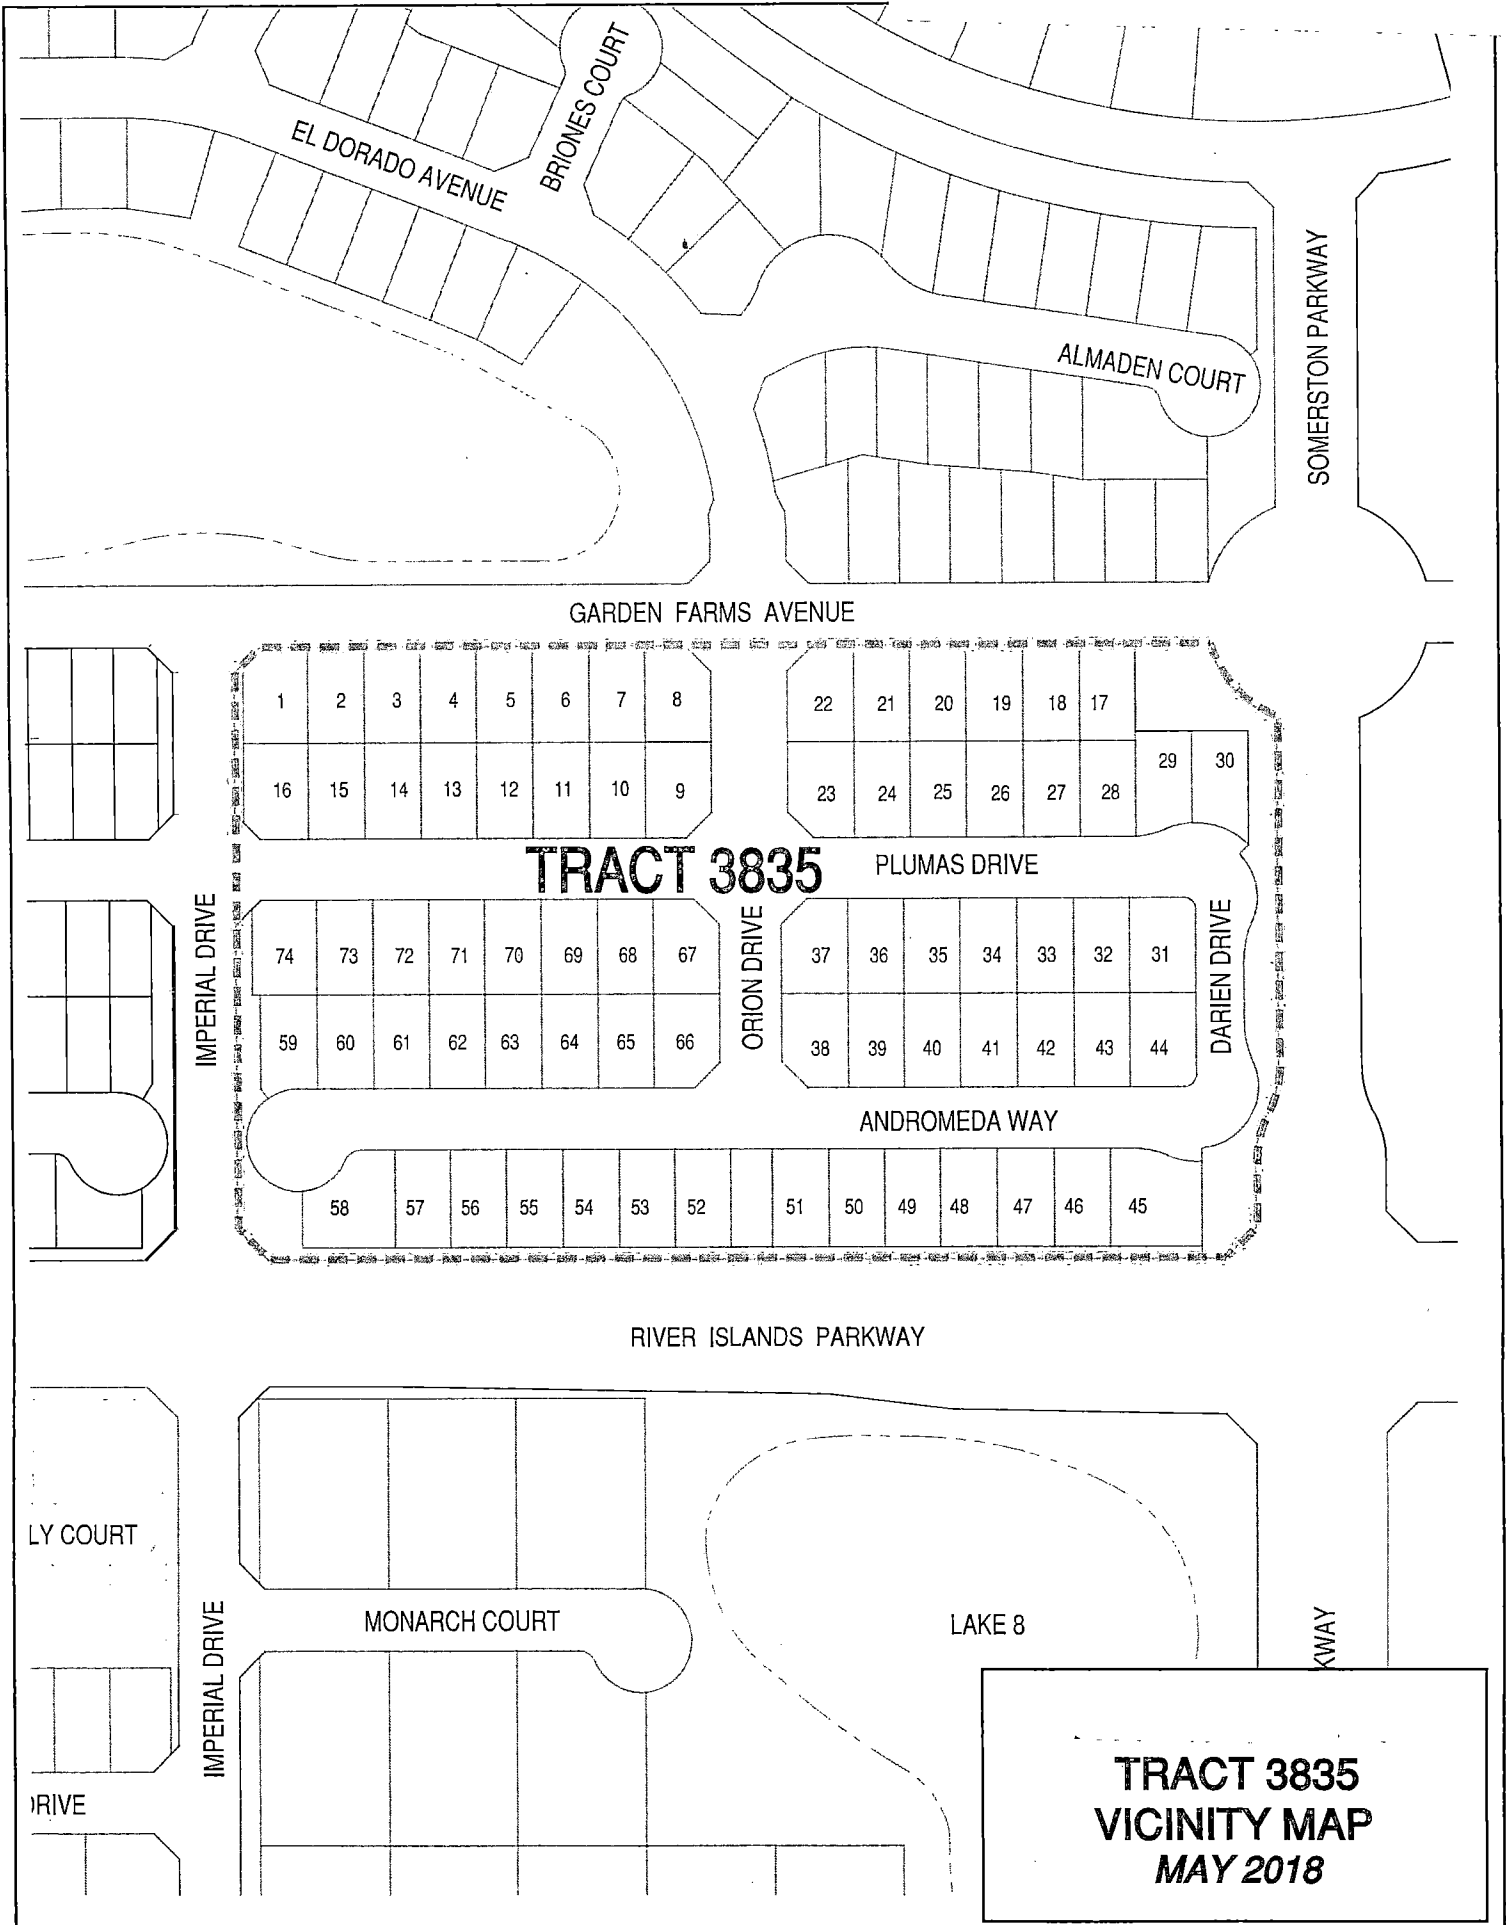 BRIONES COURT
EL DORADO AVENUE
SOMERSTON PARKWAY
ALMADEN COURT
GARDEN FARMS AVENUE
1 2 3 4 5 6 7 8 22 21 20 19 18 17
16 15 14 13 12 11 10 9 23 24 25 26 27 28 29 30
TRACT 3835
PLUMAS DRIVE
IMPERIAL DRIVE
74 73 72 71 70 69 68 67
ORION DRIVE
37 36 35 34 33 32 31
DARIEN DRIVE
59 60 61 62 63 64 65 66 38 39 40 41 42 43 44
ANDROMEDA WAY
58 57 56 55 54 53 52 51 50 49 48 47 46 45
RIVER ISLANDS PARKWAY
LY COURT
IMPERIAL DRIVE
MONARCH COURT
LAKE 8
KWAY
RIVE
TRACT 3835
VICINITY MAP
MAY 2018